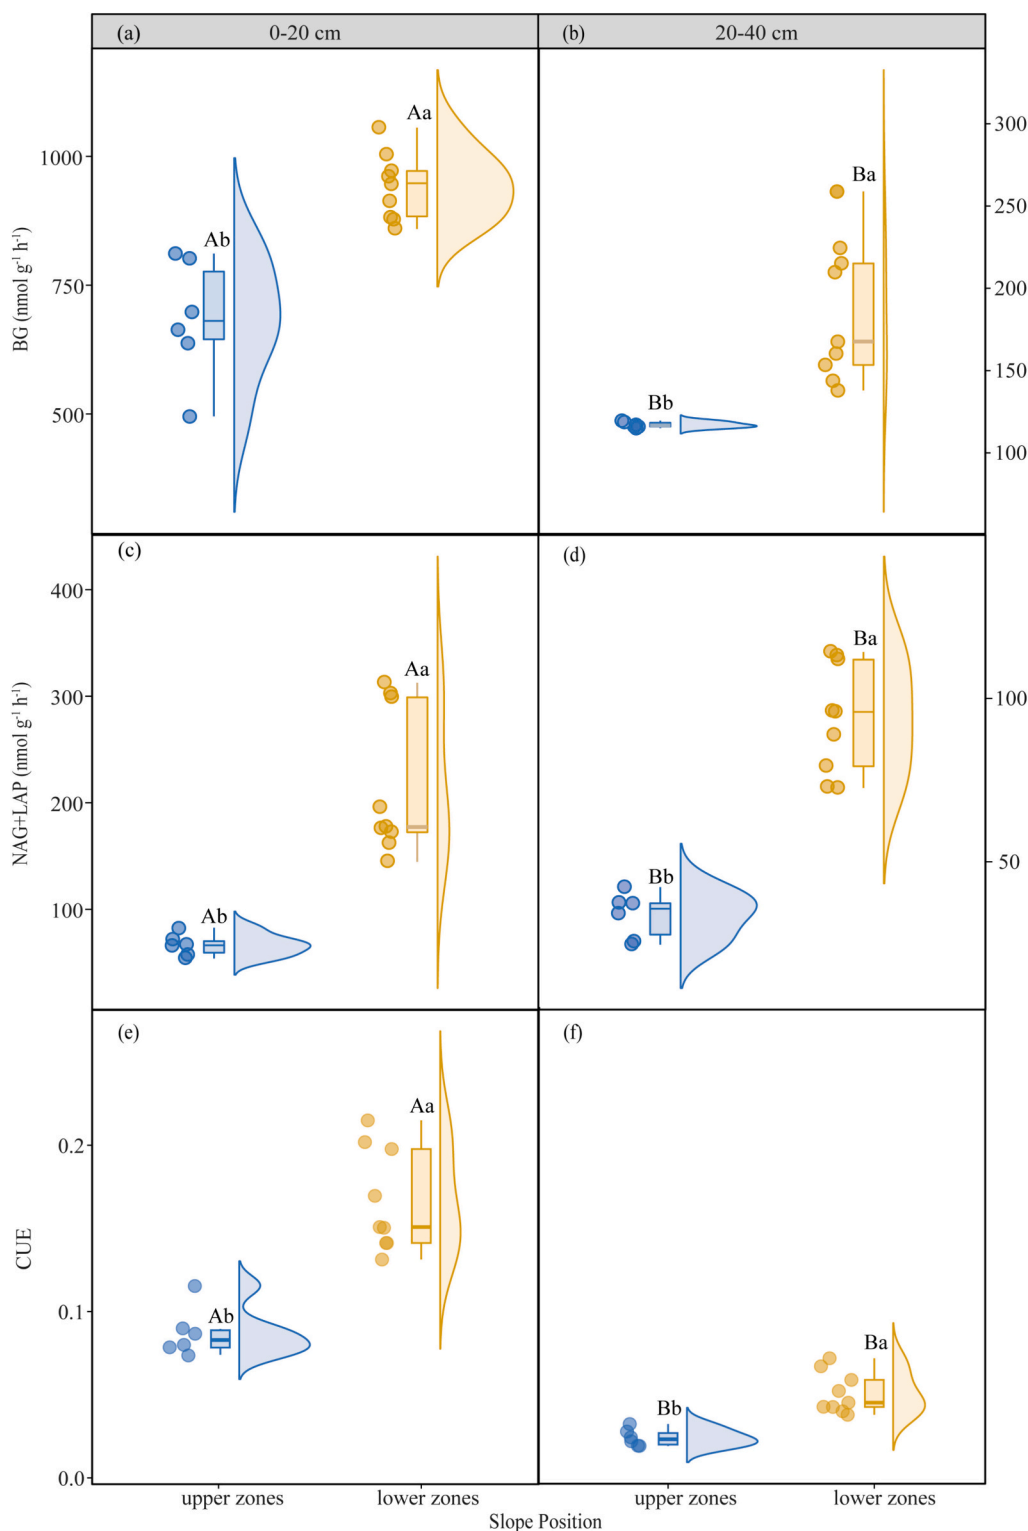 (a) 0-20 cm (b) 20-40 cm
BG (nmol g⁻¹ h⁻¹)
1000
750
500
Ab
Aa
Bb
Ba
300
250
200
150
100
(c) (d)
NAG+LAP (nmol g⁻¹ h⁻¹)
400
300
200
100
Ab
Aa
Bb
Ba
100
50
(e) (f)
CUE
0.2
0.1
0.0
Ab
Aa
Bb
Ba
upper zones lower zones upper zones lower zones
Slope Position